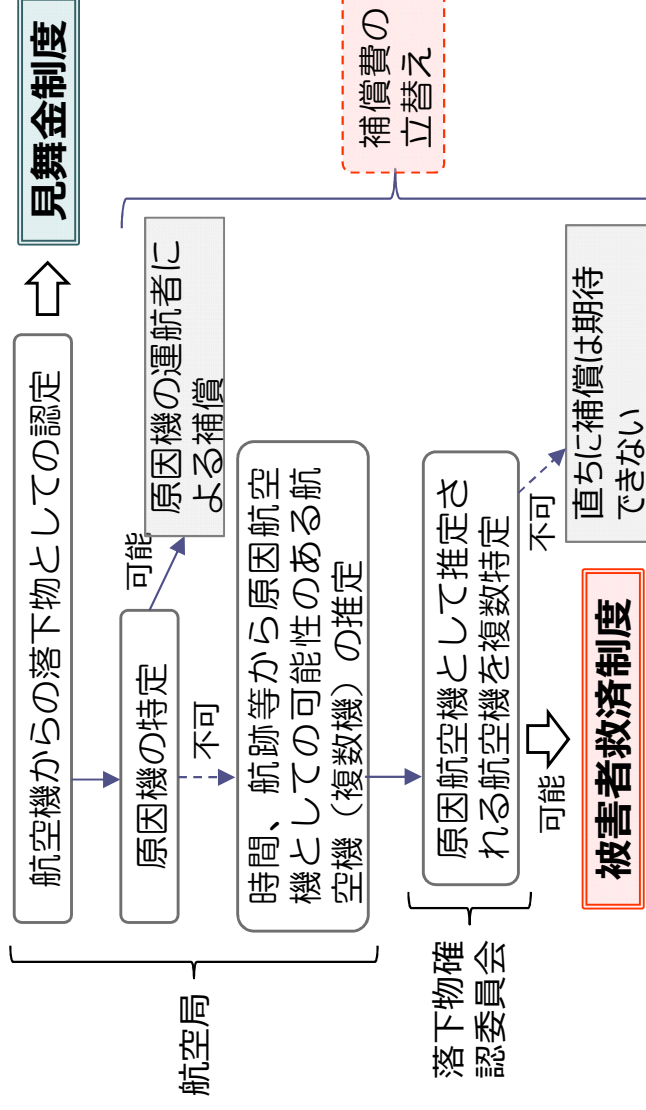 航空機からの落下物としての認定
見舞金制度
航空局
原因機の特定
可能
原因機の運航者に
よる補償
不可
時間、航跡等から原因航空
機としての可能性のある航
空機（複数機）の推定
補償費の
立替え
落下物確
認委員会
原因航空機として推定さ
れる航空機を複数特定
可能
不可
被害者救済制度
直ちに補償は期待
できない